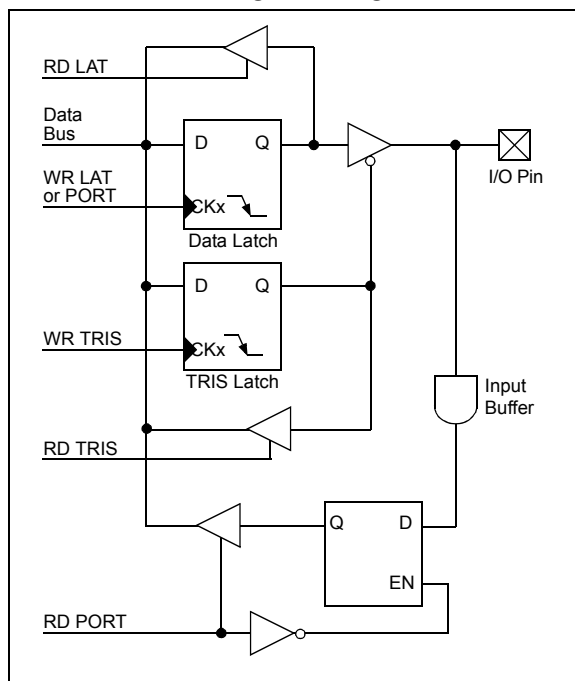 RD LAT
Data
Bus
D Q
I/O Pin
WR LAT
or PORT
CKx
Data Latch
D Q
WR TRIS
CKx
TRIS Latch
Input
Buffer
RD TRIS
Q D
EN
RD PORT